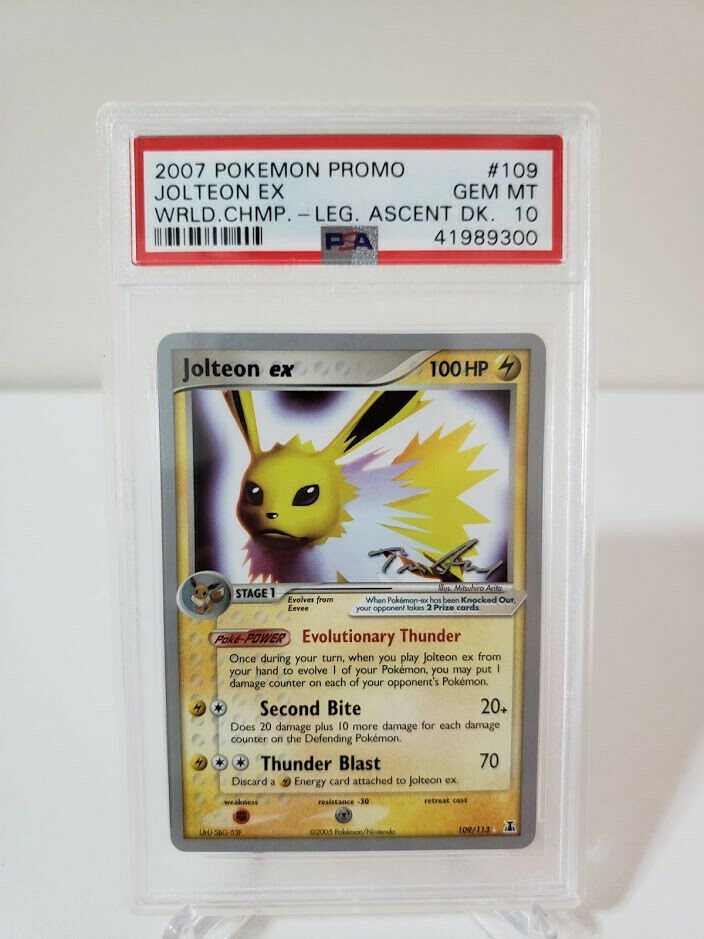 2007 POKEMON PROMO #109
JOLTEON EX GEM MT
WRLD.CHMP. - LEG. ASCENT DK. 10
PSA 41989300
Jolteon ex 100 HP
Illus. Mitsuhiro Arita
STAGE 1
Evolves from
Eevee
When Pokémon-ex has been Knocked Out,
your opponent takes 2 Prize cards.
Poké-POWER Evolutionary Thunder
Once during your turn, when you play Jolteon ex from
your hand to evolve 1 of your Pokémon, you may put 1
damage counter on each of your opponent's Pokémon.
Second Bite 20+
Does 20 damage plus 10 more damage for each damage
counter on the Defending Pokémon.
Thunder Blast 70
Discard a Energy card attached to Jolteon ex.
weakness resistance -30 retreat cost
©2005 Pokémon/Nintendo 109/113